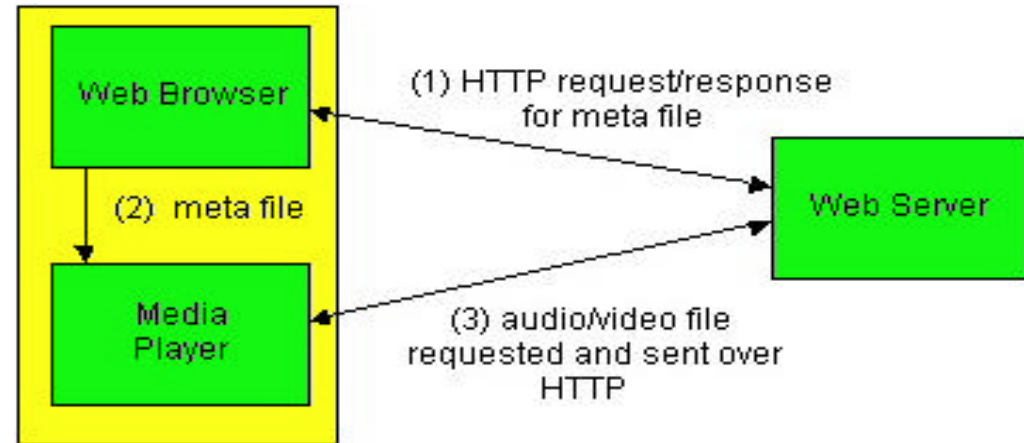 Web Browser
(1) HTTP request/response
for meta file
(2) meta file
Web Server
Media
Player
(3) audio/video file
requested and sent over
HTTP